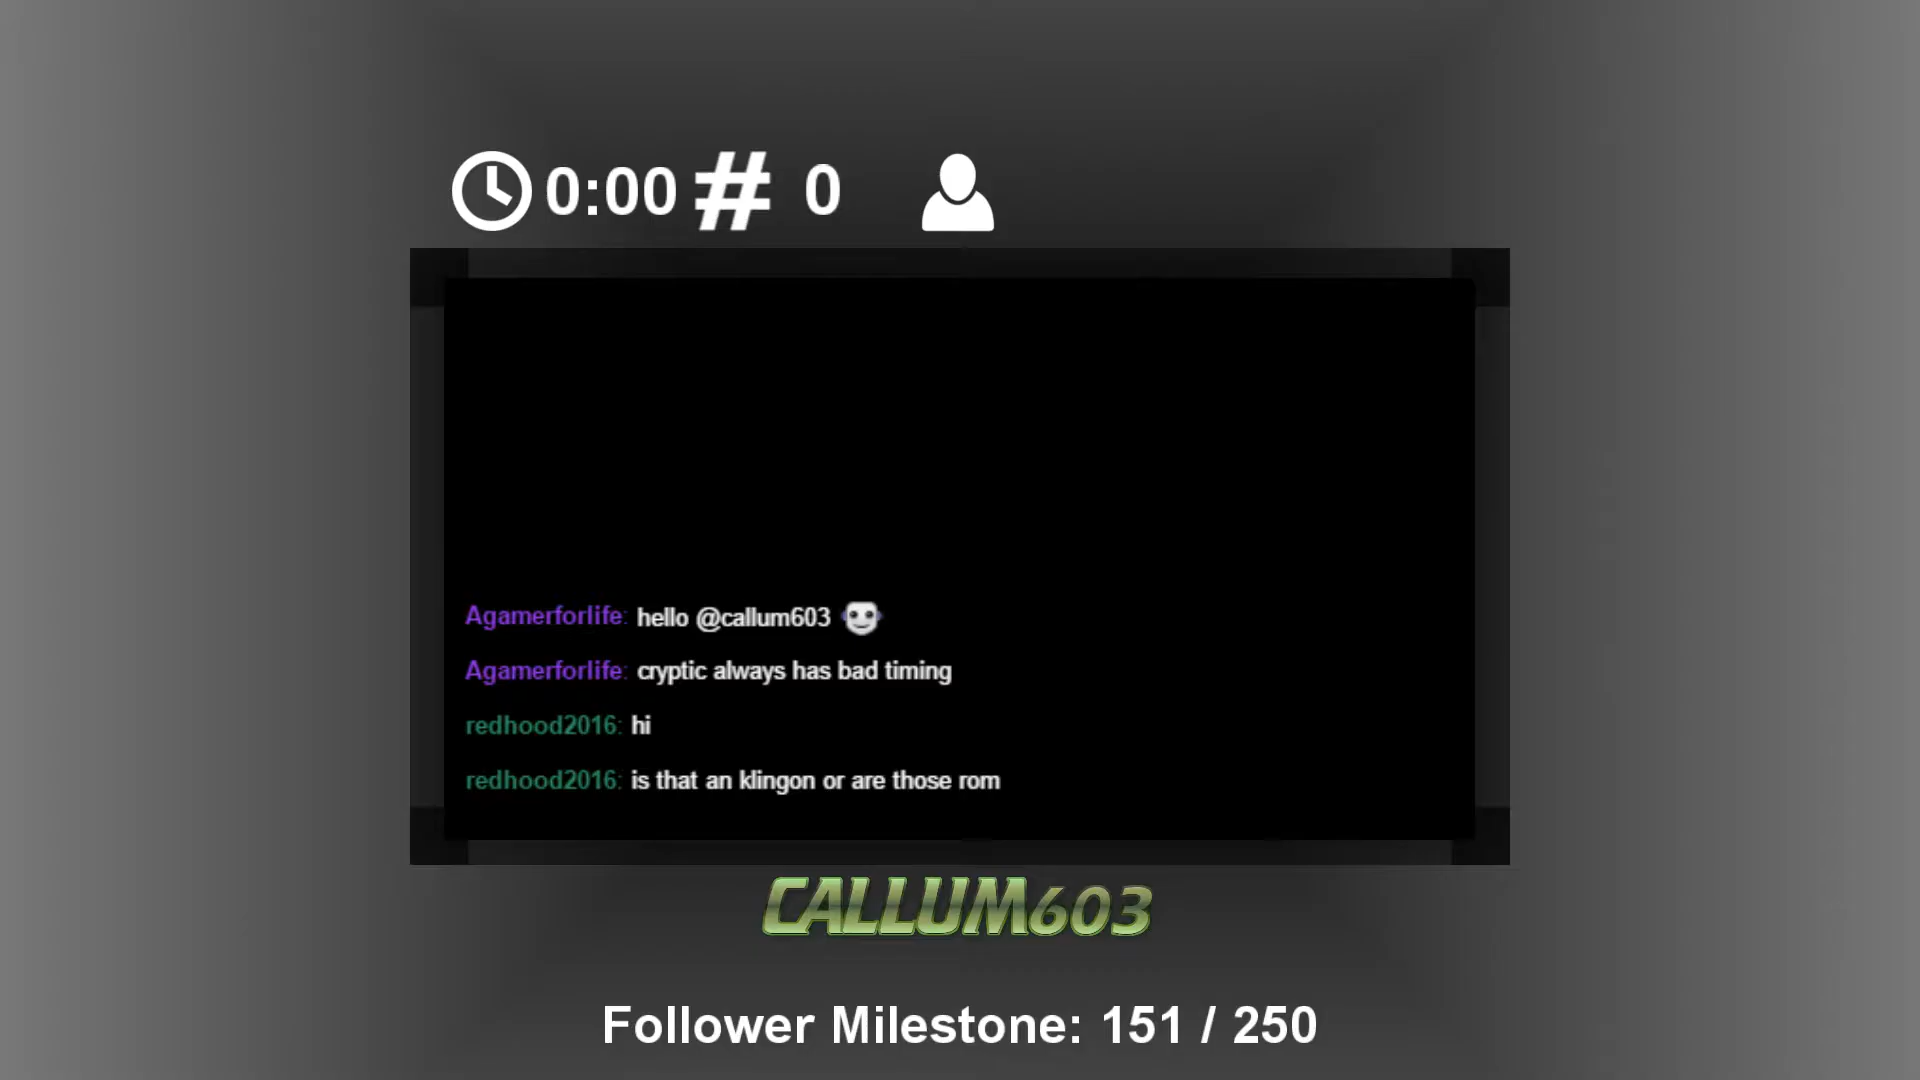 0:00 # 0
Agamerforlife: hello @callum603
Agamerforlife: cryptic always has bad timing
redhood2016: hi
redhood2016: is that an klingon or are those rom
CALLUM603
Follower Milestone: 151 / 250